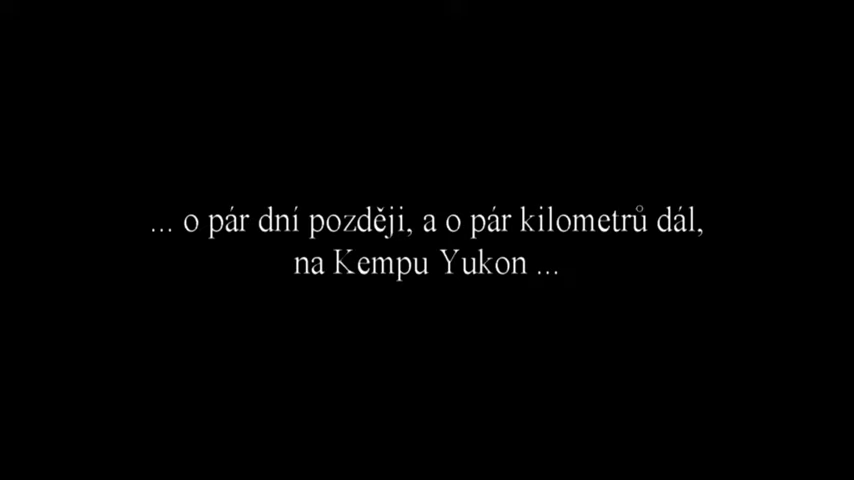 ... o pár dní později, a o pár kilometrů dál,
na Kempu Yukon ...